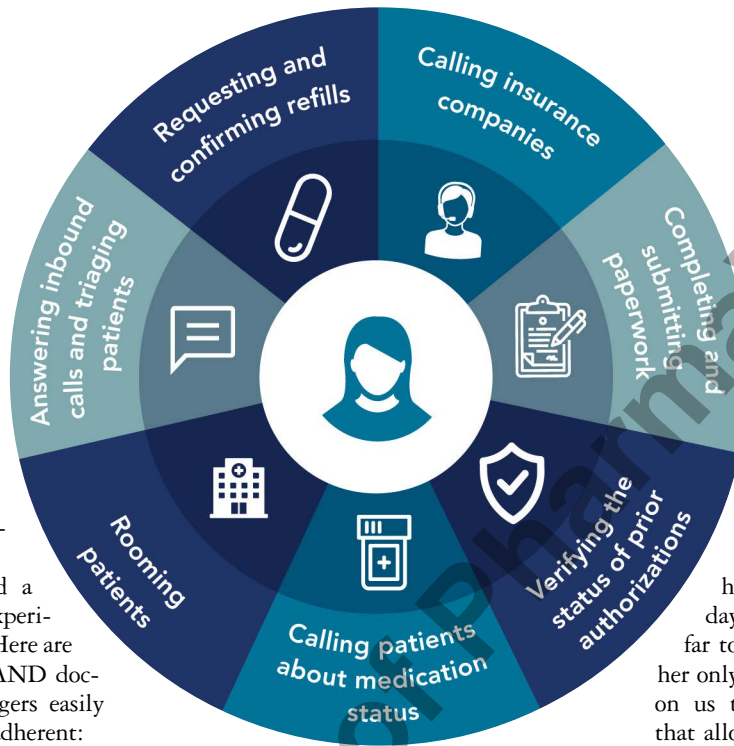 Requesting and
confirming refills
Calling insurance
companies
Completing and
submitting
paperwork
Verifying the
status of prior
authorizations
Calling patients
about medication
status
Rooming
patients
Answering inbound
calls and triaging
patients
d a
xperi-
Here are
AND doc-
gers easily
dherent:
h
day
far to
her only
on us t
that allo
of Pharma